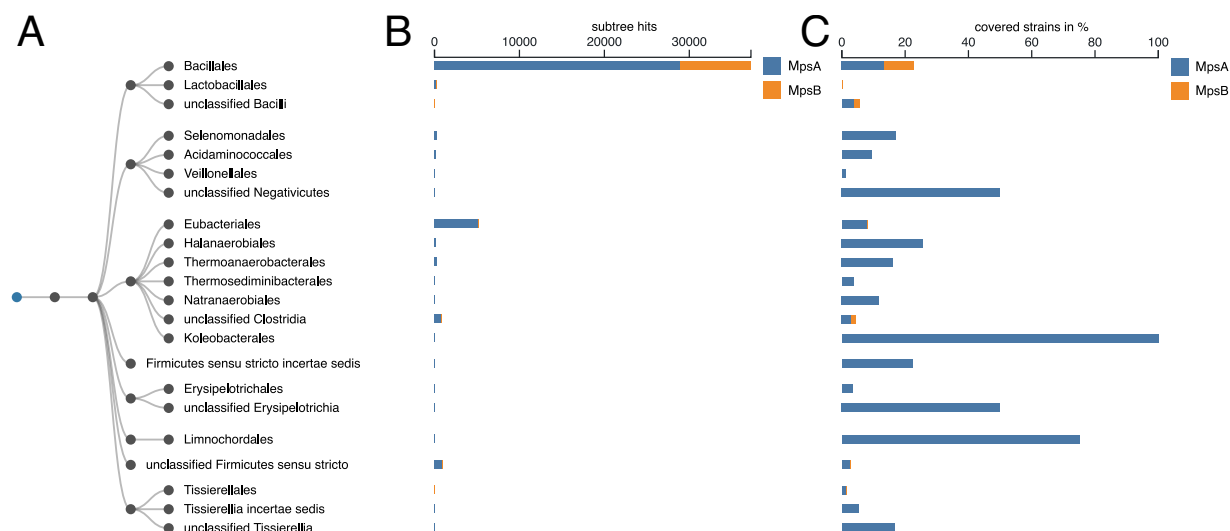 A
B
subtree hits
0 10000 20000 30000
MpsA
MpsB
C
covered strains in %
0 20 40 60 80 100
MpsA
MpsB
Bacillales
Lactobacillales
unclassified Bacilli
Selenomonadales
Acidaminococcales
Veillonellales
unclassified Negativicutes
Eubacteriales
Halanaerobiales
Thermoanaerobacterales
Thermosediminibacterales
Natranaerobiales
unclassified Clostridia
Koleobacterales
Firmicutes sensu stricto incertae sedis
Erysipelotrichales
unclassified Erysipelotrichia
Limnochordales
unclassified Firmicutes sensu stricto
Tissierellales
Tissierellia incertae sedis
unclassified Tissierellia